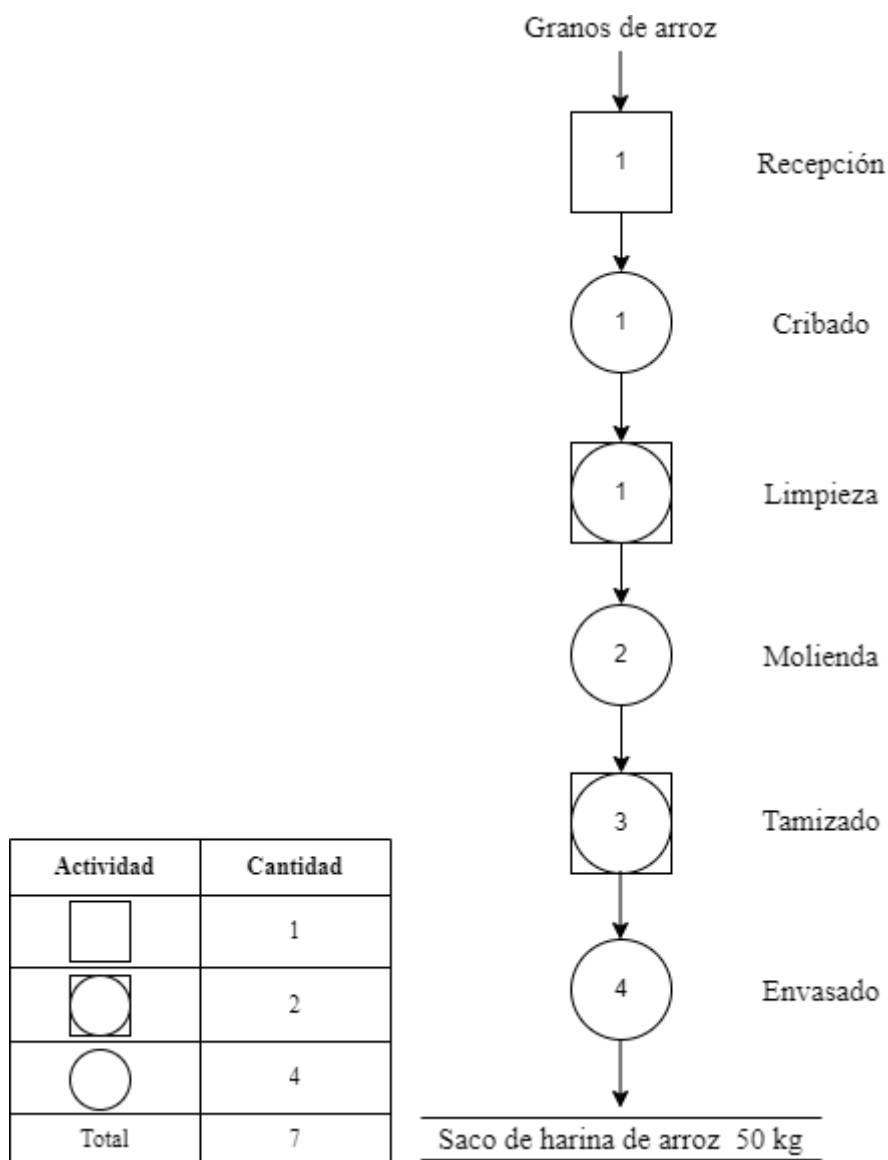 Granos de arroz
1 Recepción
1 Cribado
1 Limpieza
2 Molienda
3 Tamizado
4 Envasado
Saco de harina de arroz 50 kg
Actividad Cantidad
1
2
4
Total 7